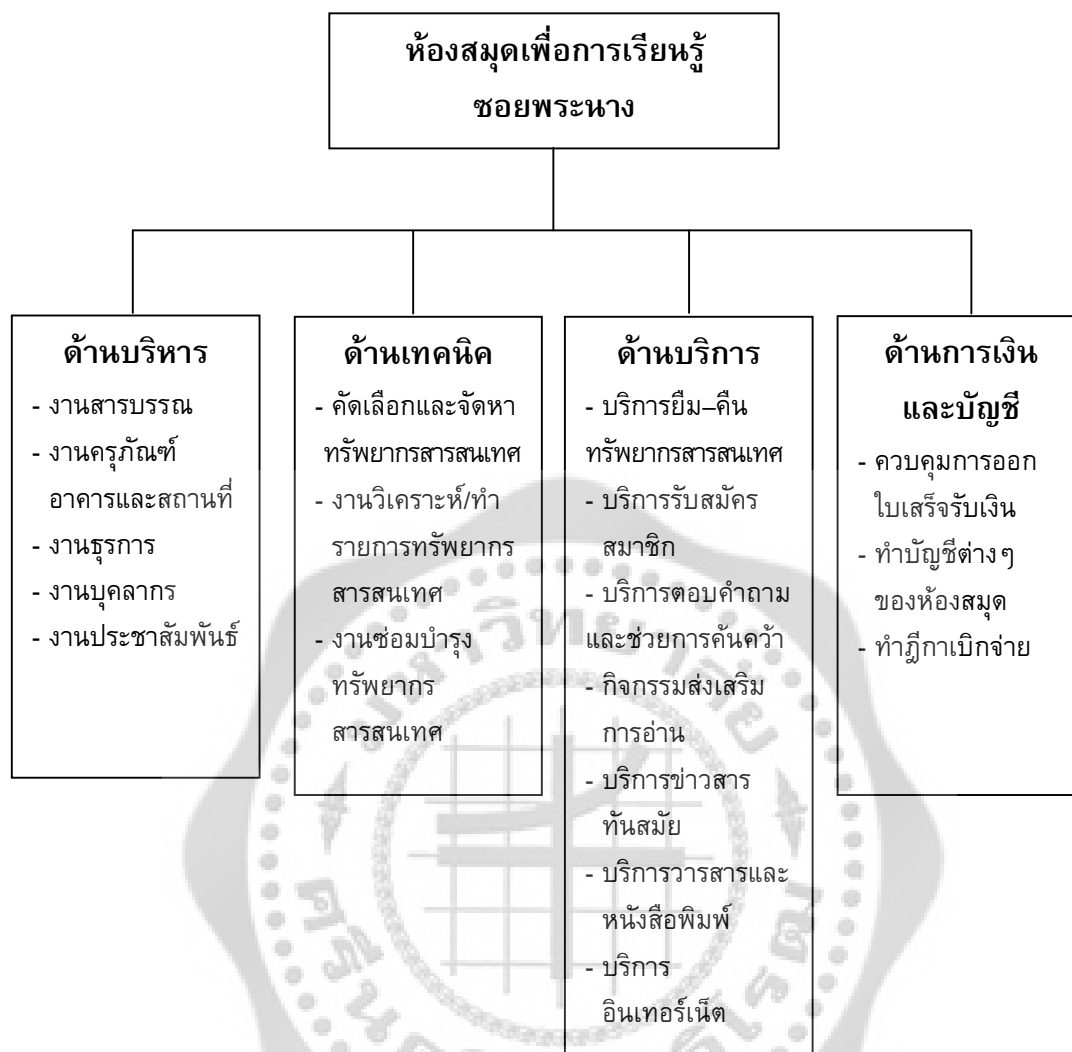 ห้องสมุดเพื่อการเรียนรู้
ซอยพระนาง
ด้านบริหาร
- งานสารบรรณ
- งานครุภัณฑ์
อาคารและสถานที่
- งานธุรการ
- งานบุคลากร
- งานประชาสัมพันธ์
ด้านเทคนิค
- คัดเลือกและจัดหา
ทรัพยากรสารสนเทศ
- งานวิเคราะห์/ทำ
รายการทรัพยากร
สารสนเทศ
- งานซ่อมบำรุง
ทรัพยากร
สารสนเทศ
ด้านบริการ
- บริการยืม–คืน
ทรัพยากรสารสนเทศ
- บริการรับสมัคร
สมาชิก
- บริการตอบคำถาม
และช่วยการค้นคว้า
- กิจกรรมส่งเสริม
การอ่าน
- บริการข่าวสาร
ทันสมัย
- บริการวารสารและ
หนังสือพิมพ์
- บริการ
อินเทอร์เน็ต
ด้านการเงิน
และบัญชี
- ควบคุมการออก
ใบเสร็จรับเงิน
- ทำบัญชีต่างๆ
ของห้องสมุด
- ทำฎีกาเบิกจ่าย
มหาวิทยาลัย